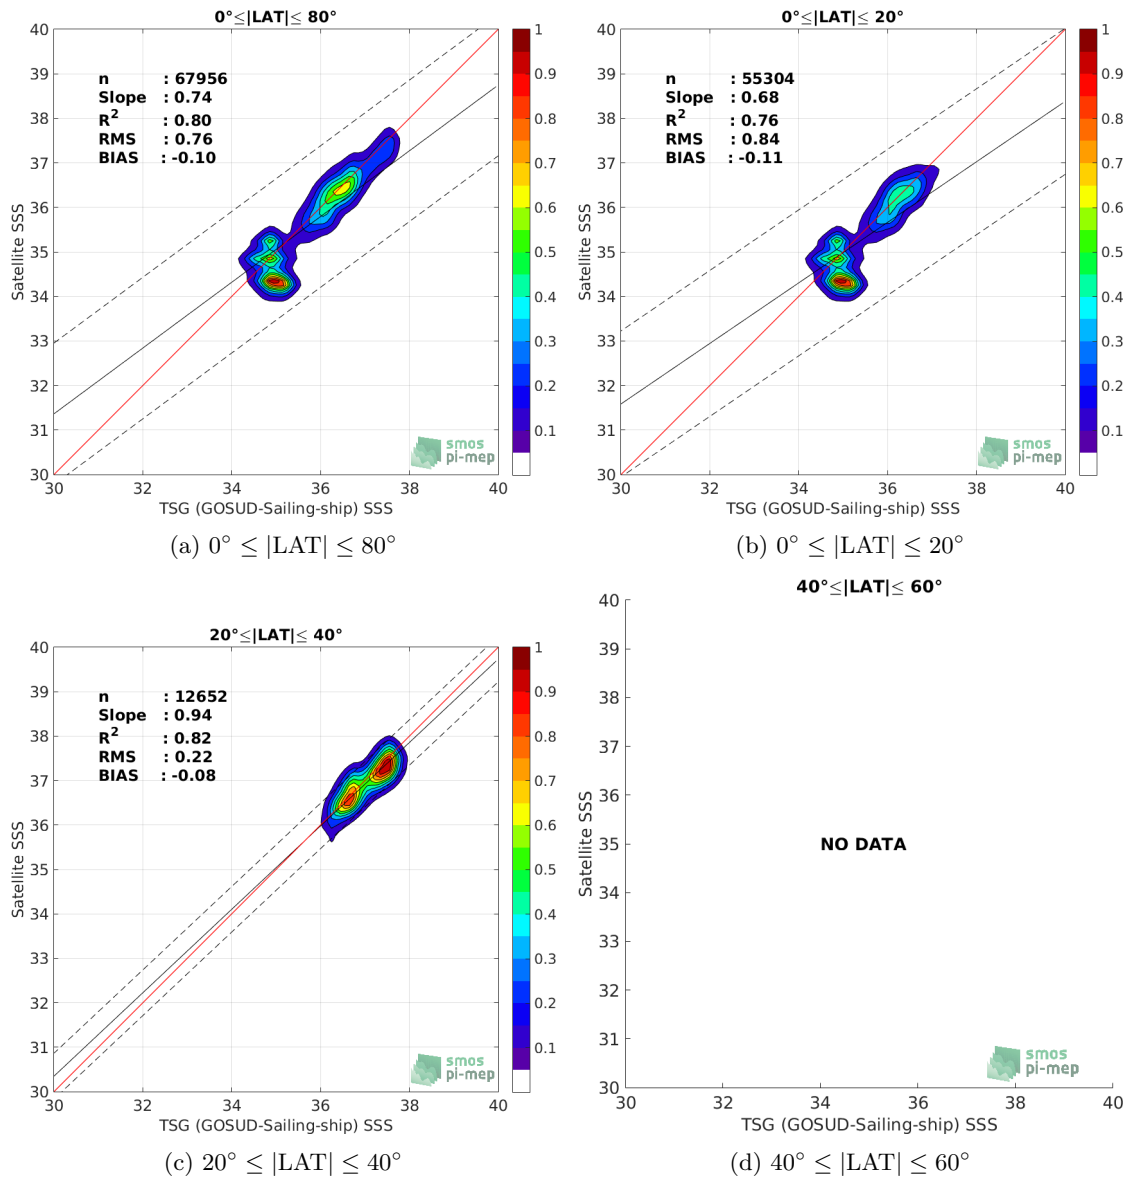 0°≤|LAT|≤ 80°
40
39
38
37
36
35
34
33
32
31
30
Satellite SSS
n : 67956
Slope : 0.74
R2 : 0.80
RMS : 0.76
BIAS : -0.10
smos
pi-mep
30 32 34 36 38 40
TSG (GOSUD-Sailing-ship) SSS
1
0.9
0.8
0.7
0.6
0.5
0.4
0.3
0.2
0.1
(a) 0° ≤ |LAT| ≤ 80°
0°≤|LAT|≤ 20°
40
39
38
37
36
35
34
33
32
31
30
Satellite SSS
n : 55304
Slope : 0.68
R2 : 0.76
RMS : 0.84
BIAS : -0.11
smos
pi-mep
30 32 34 36 38 40
TSG (GOSUD-Sailing-ship) SSS
1
0.9
0.8
0.7
0.6
0.5
0.4
0.3
0.2
0.1
(b) 0° ≤ |LAT| ≤ 20°
20°≤|LAT|≤ 40°
40
39
38
37
36
35
34
33
32
31
30
Satellite SSS
n : 12652
Slope : 0.94
R2 : 0.82
RMS : 0.22
BIAS : -0.08
smos
pi-mep
30 32 34 36 38 40
TSG (GOSUD-Sailing-ship) SSS
1
0.9
0.8
0.7
0.6
0.5
0.4
0.3
0.2
0.1
(c) 20° ≤ |LAT| ≤ 40°
40°≤|LAT|≤ 60°
40
39
38
37
36
35
34
33
32
31
30
Satellite SSS
NO DATA
smos
pi-mep
30 32 34 36 38 40
TSG (GOSUD-Sailing-ship) SSS
(d) 40° ≤ |LAT| ≤ 60°